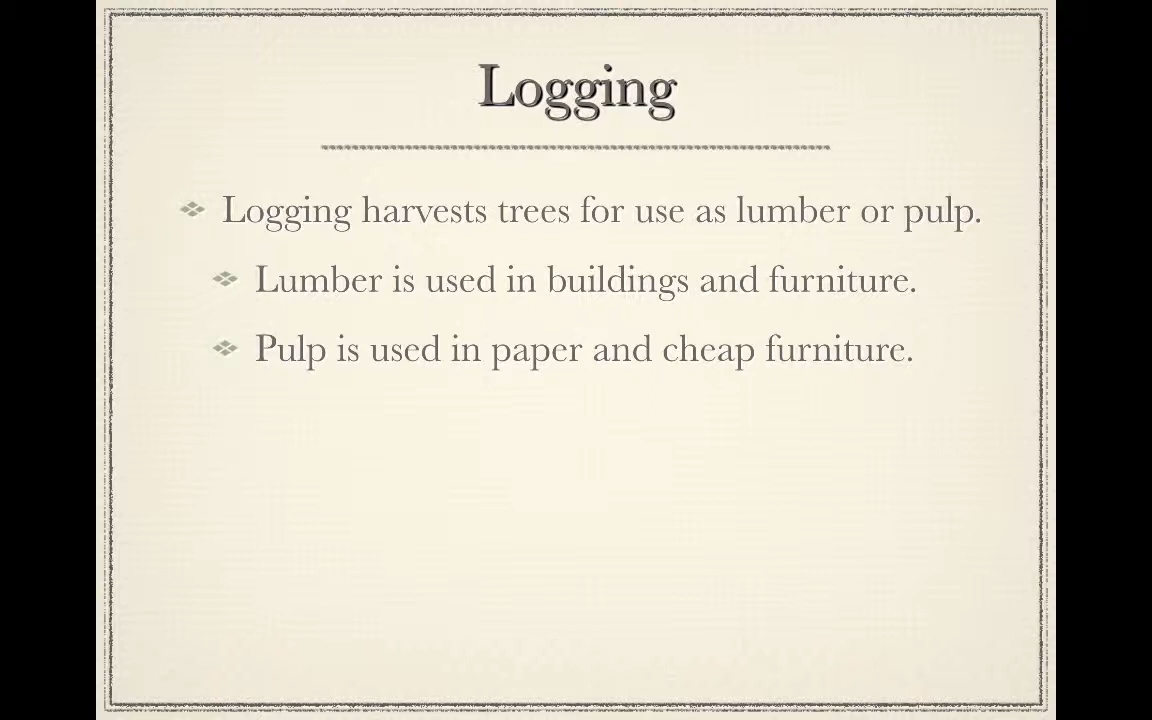 Logging
Logging harvests trees for use as lumber or pulp.
Lumber is used in buildings and furniture.
Pulp is used in paper and cheap furniture.